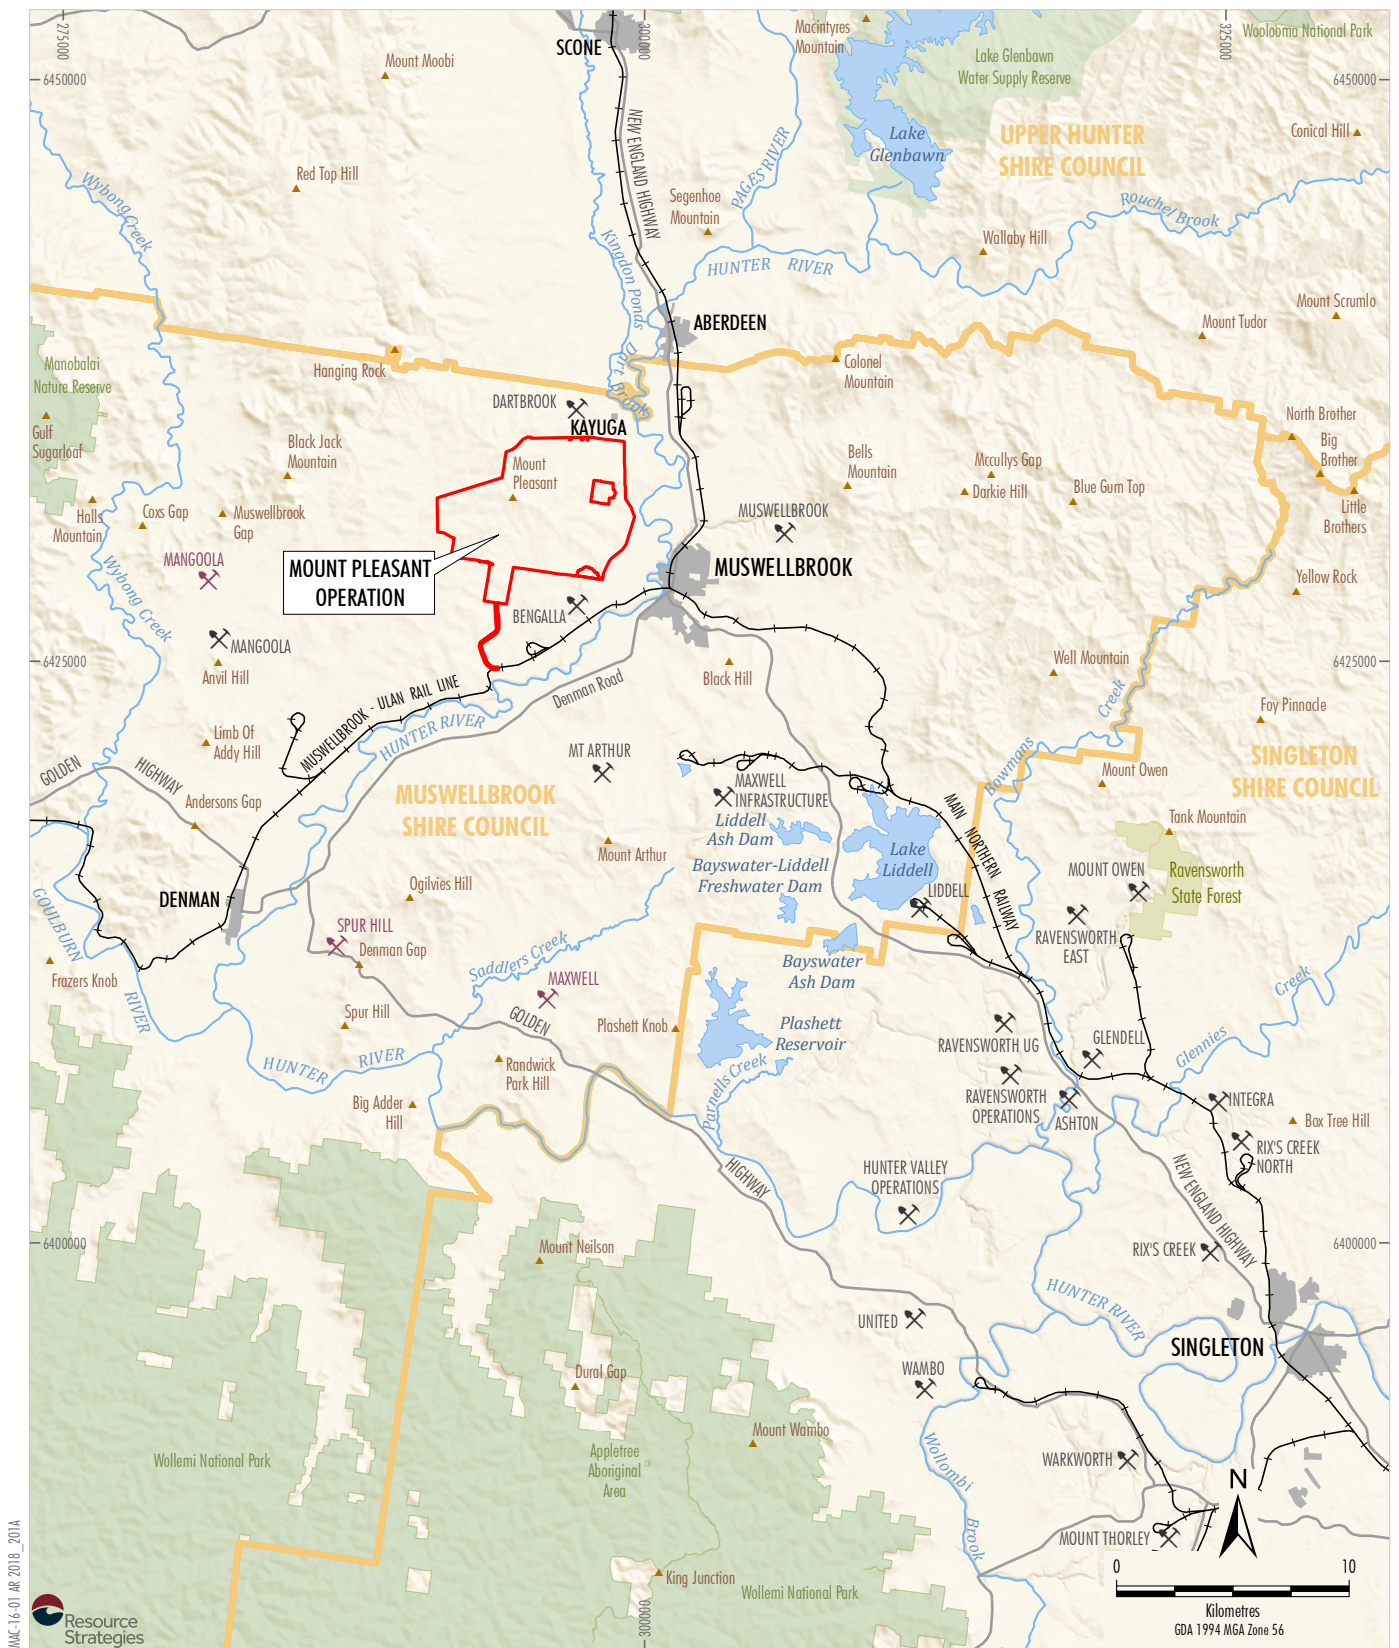 275000
300000
325000
SCONE
Macintyres
Mountain
Woolooma National Park
Mount Moobi
Lake Glenbawn
Water Supply Reserve
6450000
6450000
NEW ENGLAND HIGHWAY
Lake
Glenbawn
UPPER HUNTER
SHIRE COUNCIL
Conical Hill
PAGES RIVER
Wybong Creek
Red Top Hill
Segenhoe
Mountain
Rouchel Brook
Wallaby Hill
Kingdon Ponds
HUNTER RIVER
Mount Scrumlo
ABERDEEN
Mount Tudor
Manobalai
Nature Reserve
Hanging Rock
Dart Brook
Colonel
Mountain
DARTBROOK
KAYUGA
North Brother
Gulf
Sugarloaf
Black Jack
Mountain
Big
Brother
Mount
Pleasant
Bells
Mountain
Mccullys Gap
Darkie Hill
Blue Gum Top
Little
Brothers
Halls
Mountain
Coxs Gap
Muswellbrook
Gap
MUSWELLBROOK
MANGOOLA
MOUNT PLEASANT
OPERATION
MUSWELLBROOK
Yellow Rock
Wybong Creek
BENGALLA
MANGOOLA
Anvil Hill
6425000
6425000
Black Hill
Well Mountain
MUSWELLBROOK - ULAN RAIL LINE
Denman Road
Creek
Foy Pinnacle
HUNTER RIVER
Limb Of
Addy Hill
GOLDEN
HIGHWAY
MT ARTHUR
Bowmans
SINGLETON
SHIRE COUNCIL
Mount Owen
MAXWELL
INFRASTRUCTURE
MUSWELLBROOK
SHIRE COUNCIL
Andersons Gap
Liddell
Ash Dam
MAIN NORTHERN RAILWAY
Tank Mountain
Mount Arthur
Lake
Liddell
Bayswater-Liddell
Freshwater Dam
MOUNT OWEN
Ravensworth
State Forest
Ogilvies Hill
LIDDELL
DENMAN
GOULBURN
RIVER
SPUR HILL
Denman Gap
RAVENSWORTH
EAST
Saddlers Creek
Bayswater
Ash Dam
Frazers Knob
MAXWELL
Creek
Spur Hill
GOLDEN
Plashett Knob
Plashett
Reservoir
RAVENSWORTH UG
GLENDELL
Glennies
HUNTER RIVER
Randwick
Park Hill
Parnells Creek
RAVENSWORTH
OPERATIONS
ASHTON
INTEGRA
Big Adder
Hill
Box Tree Hill
RIX'S CREEK
NORTH
HIGHWAY
HUNTER VALLEY
OPERATIONS
NEW ENGLAND HIGHWAY
6400000
6400000
Mount Neilson
RIX'S CREEK
HUNTER RIVER
UNITED
SINGLETON
WAMBO
Dural Gap
Mount Wambo
Wollemi National Park
Appletree
Aboriginal
Area
Wollombi
Brook
WARKWORTH
N
MOUNT THORLEY
King Junction
Wollemi National Park
0
10
Kilometres
GDA 1994 MGA Zone 56
300000
MAC-16-01 AR 2018_201A
Resource
Strategies